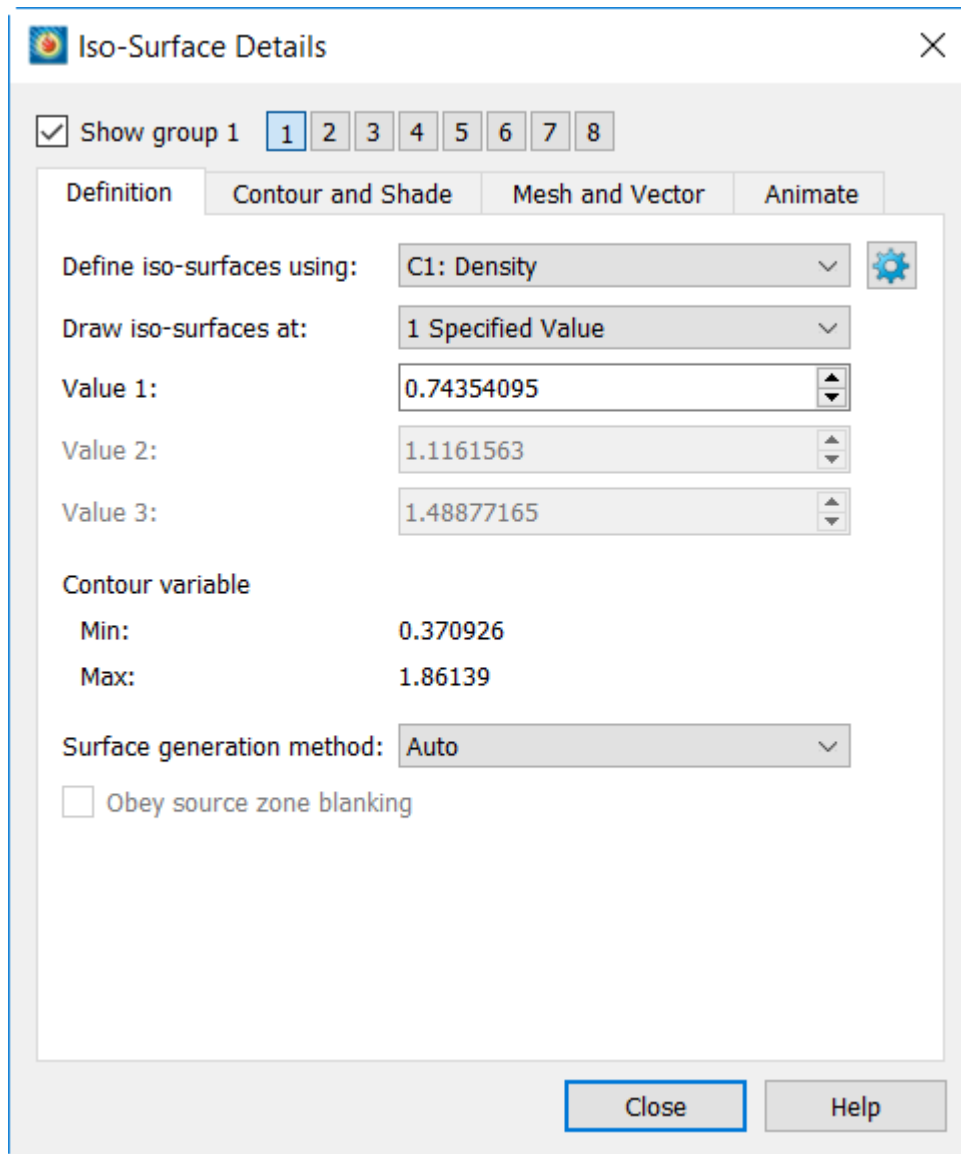 Iso-Surface Details
Show group 1 1 2 3 4 5 6 7 8
Definition Contour and Shade Mesh and Vector Animate
Define iso-surfaces using: C1: Density
Draw iso-surfaces at: 1 Specified Value
Value 1: 0.74354095
Value 2: 1.1161563
Value 3: 1.48877165
Contour variable
Min: 0.370926
Max: 1.86139
Surface generation method: Auto
Obey source zone blanking
Close Help